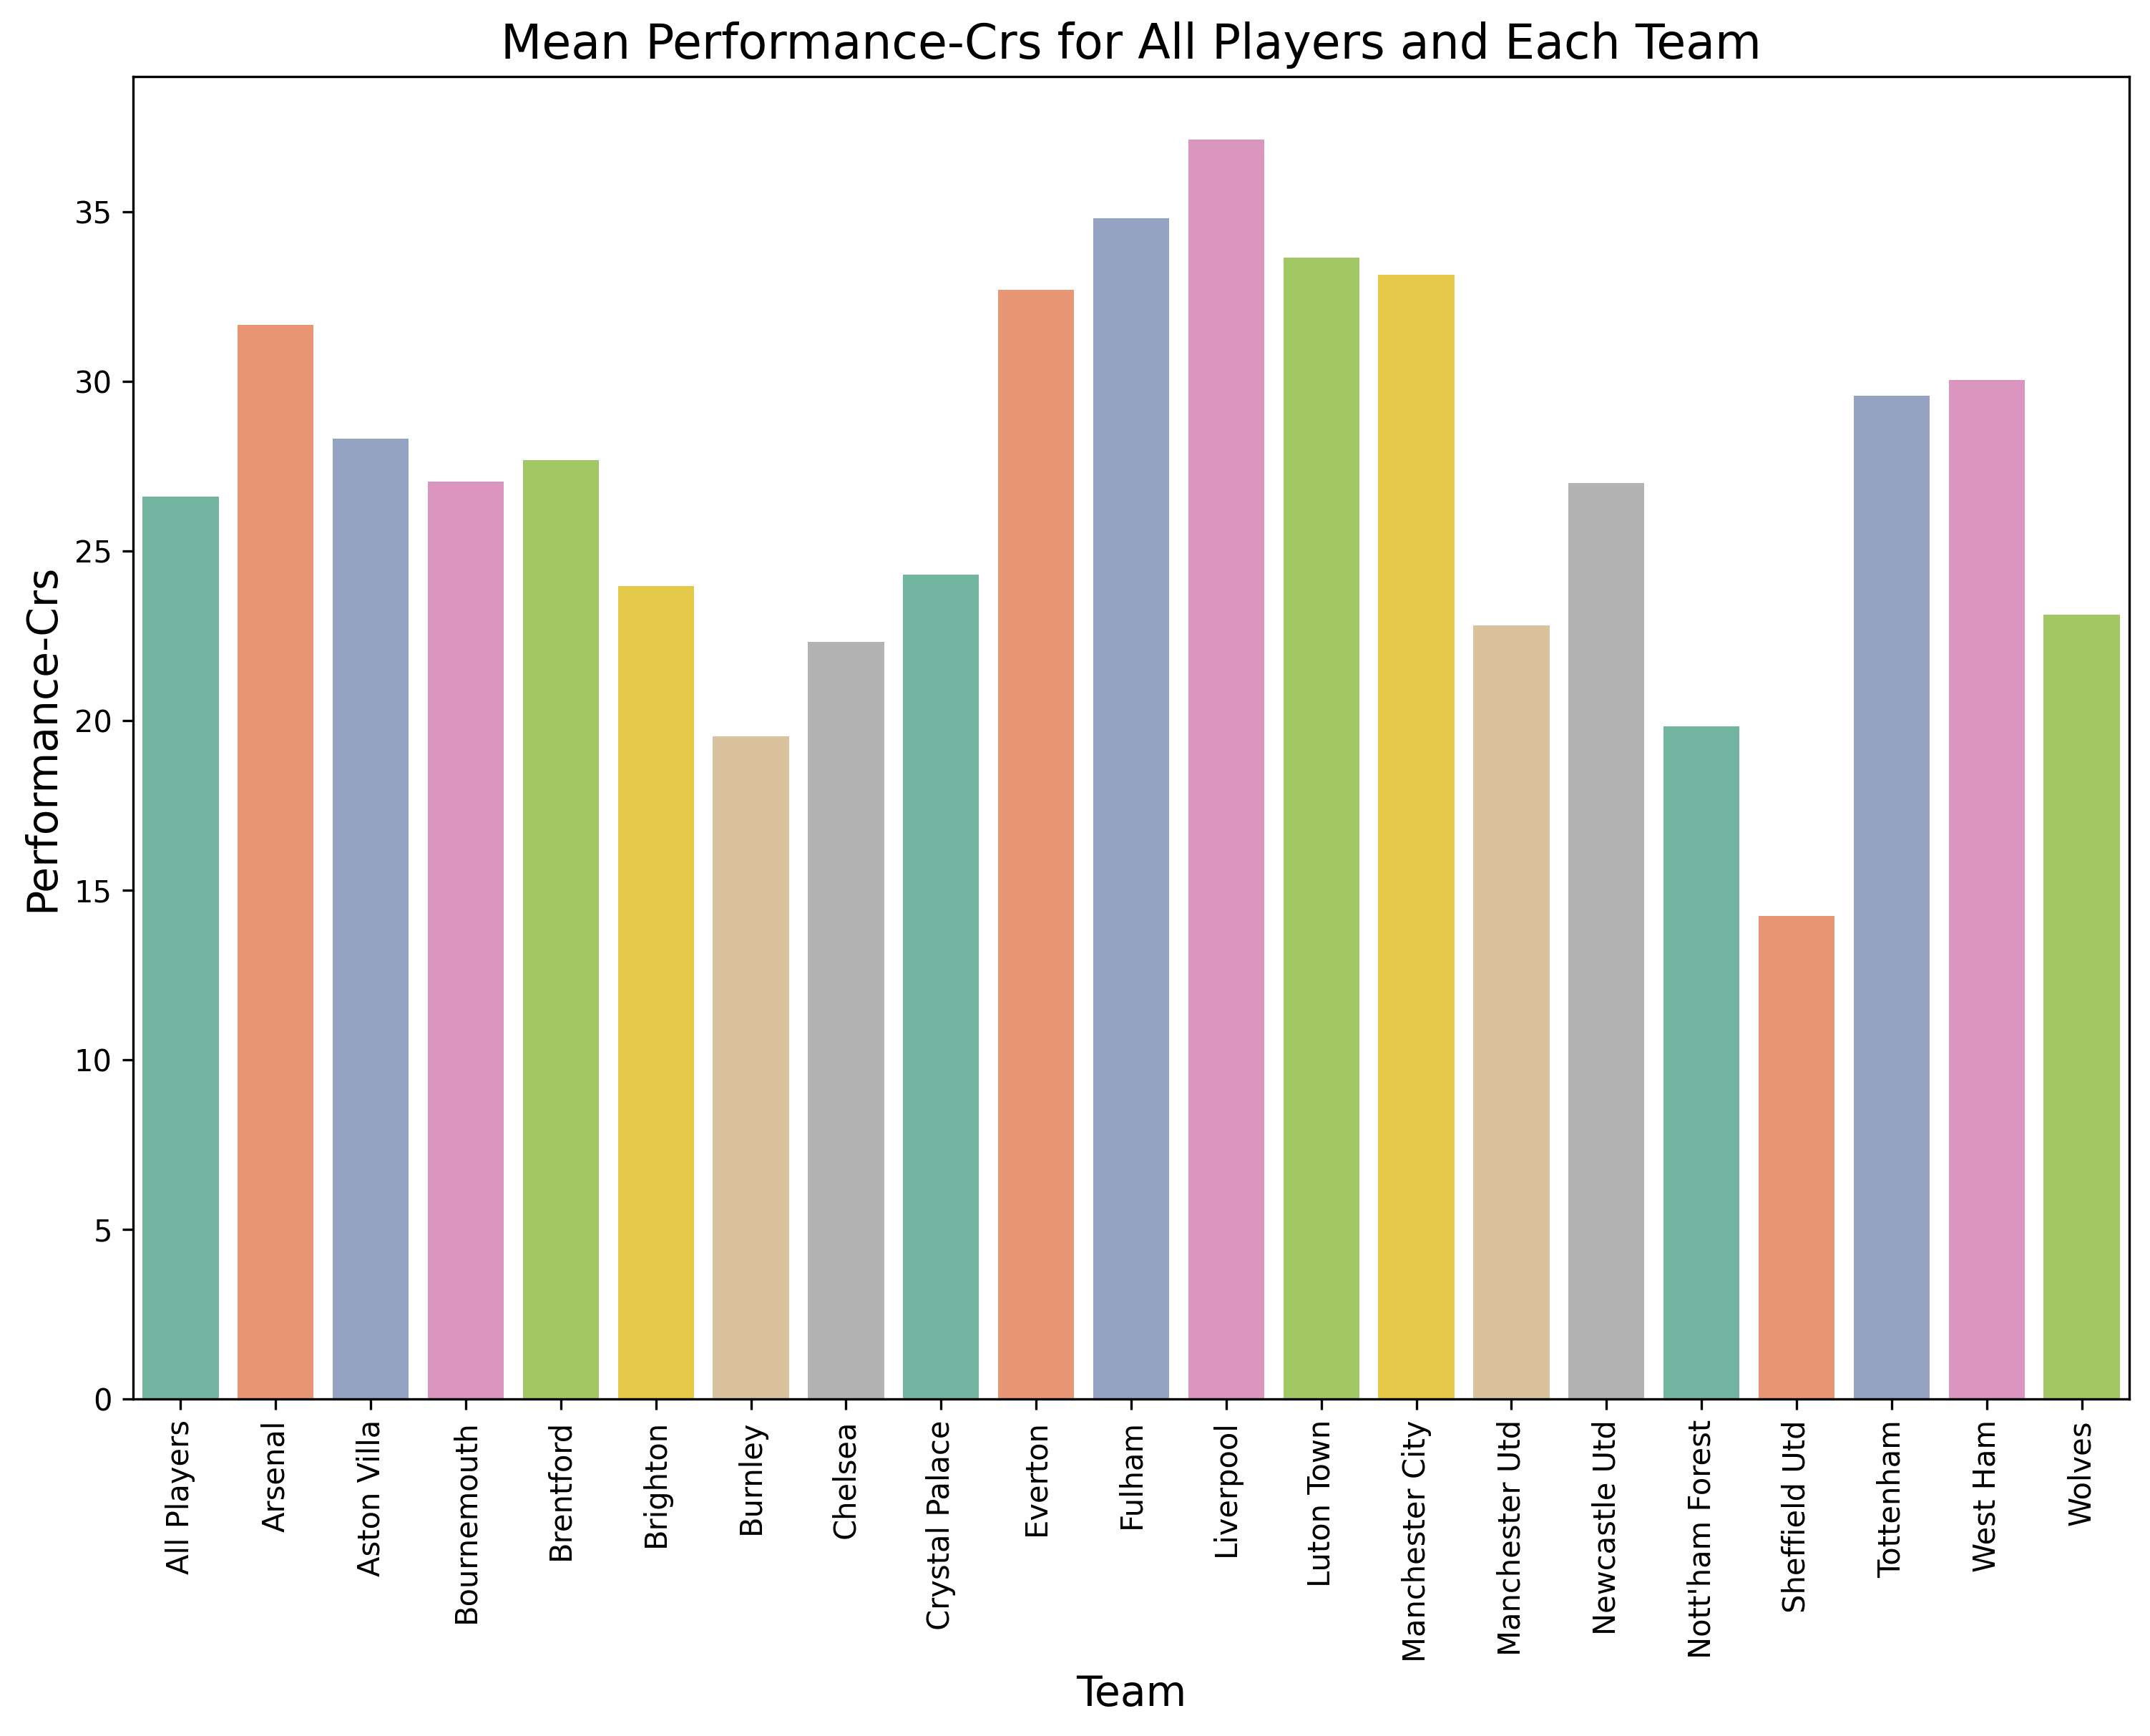 Mean Performance-Crs for All Players and Each Team
Performance-Crs
35
30
25
20
15
10
5
0
All Players
Arsenal
Aston Villa
Bournemouth
Brentford
Brighton
Burnley
Chelsea
Crystal Palace
Everton
Fulham
Liverpool
Luton Town
Manchester City
Manchester Utd
Newcastle Utd
Nott'ham Forest
Sheffield Utd
Tottenham
West Ham
Wolves
Team